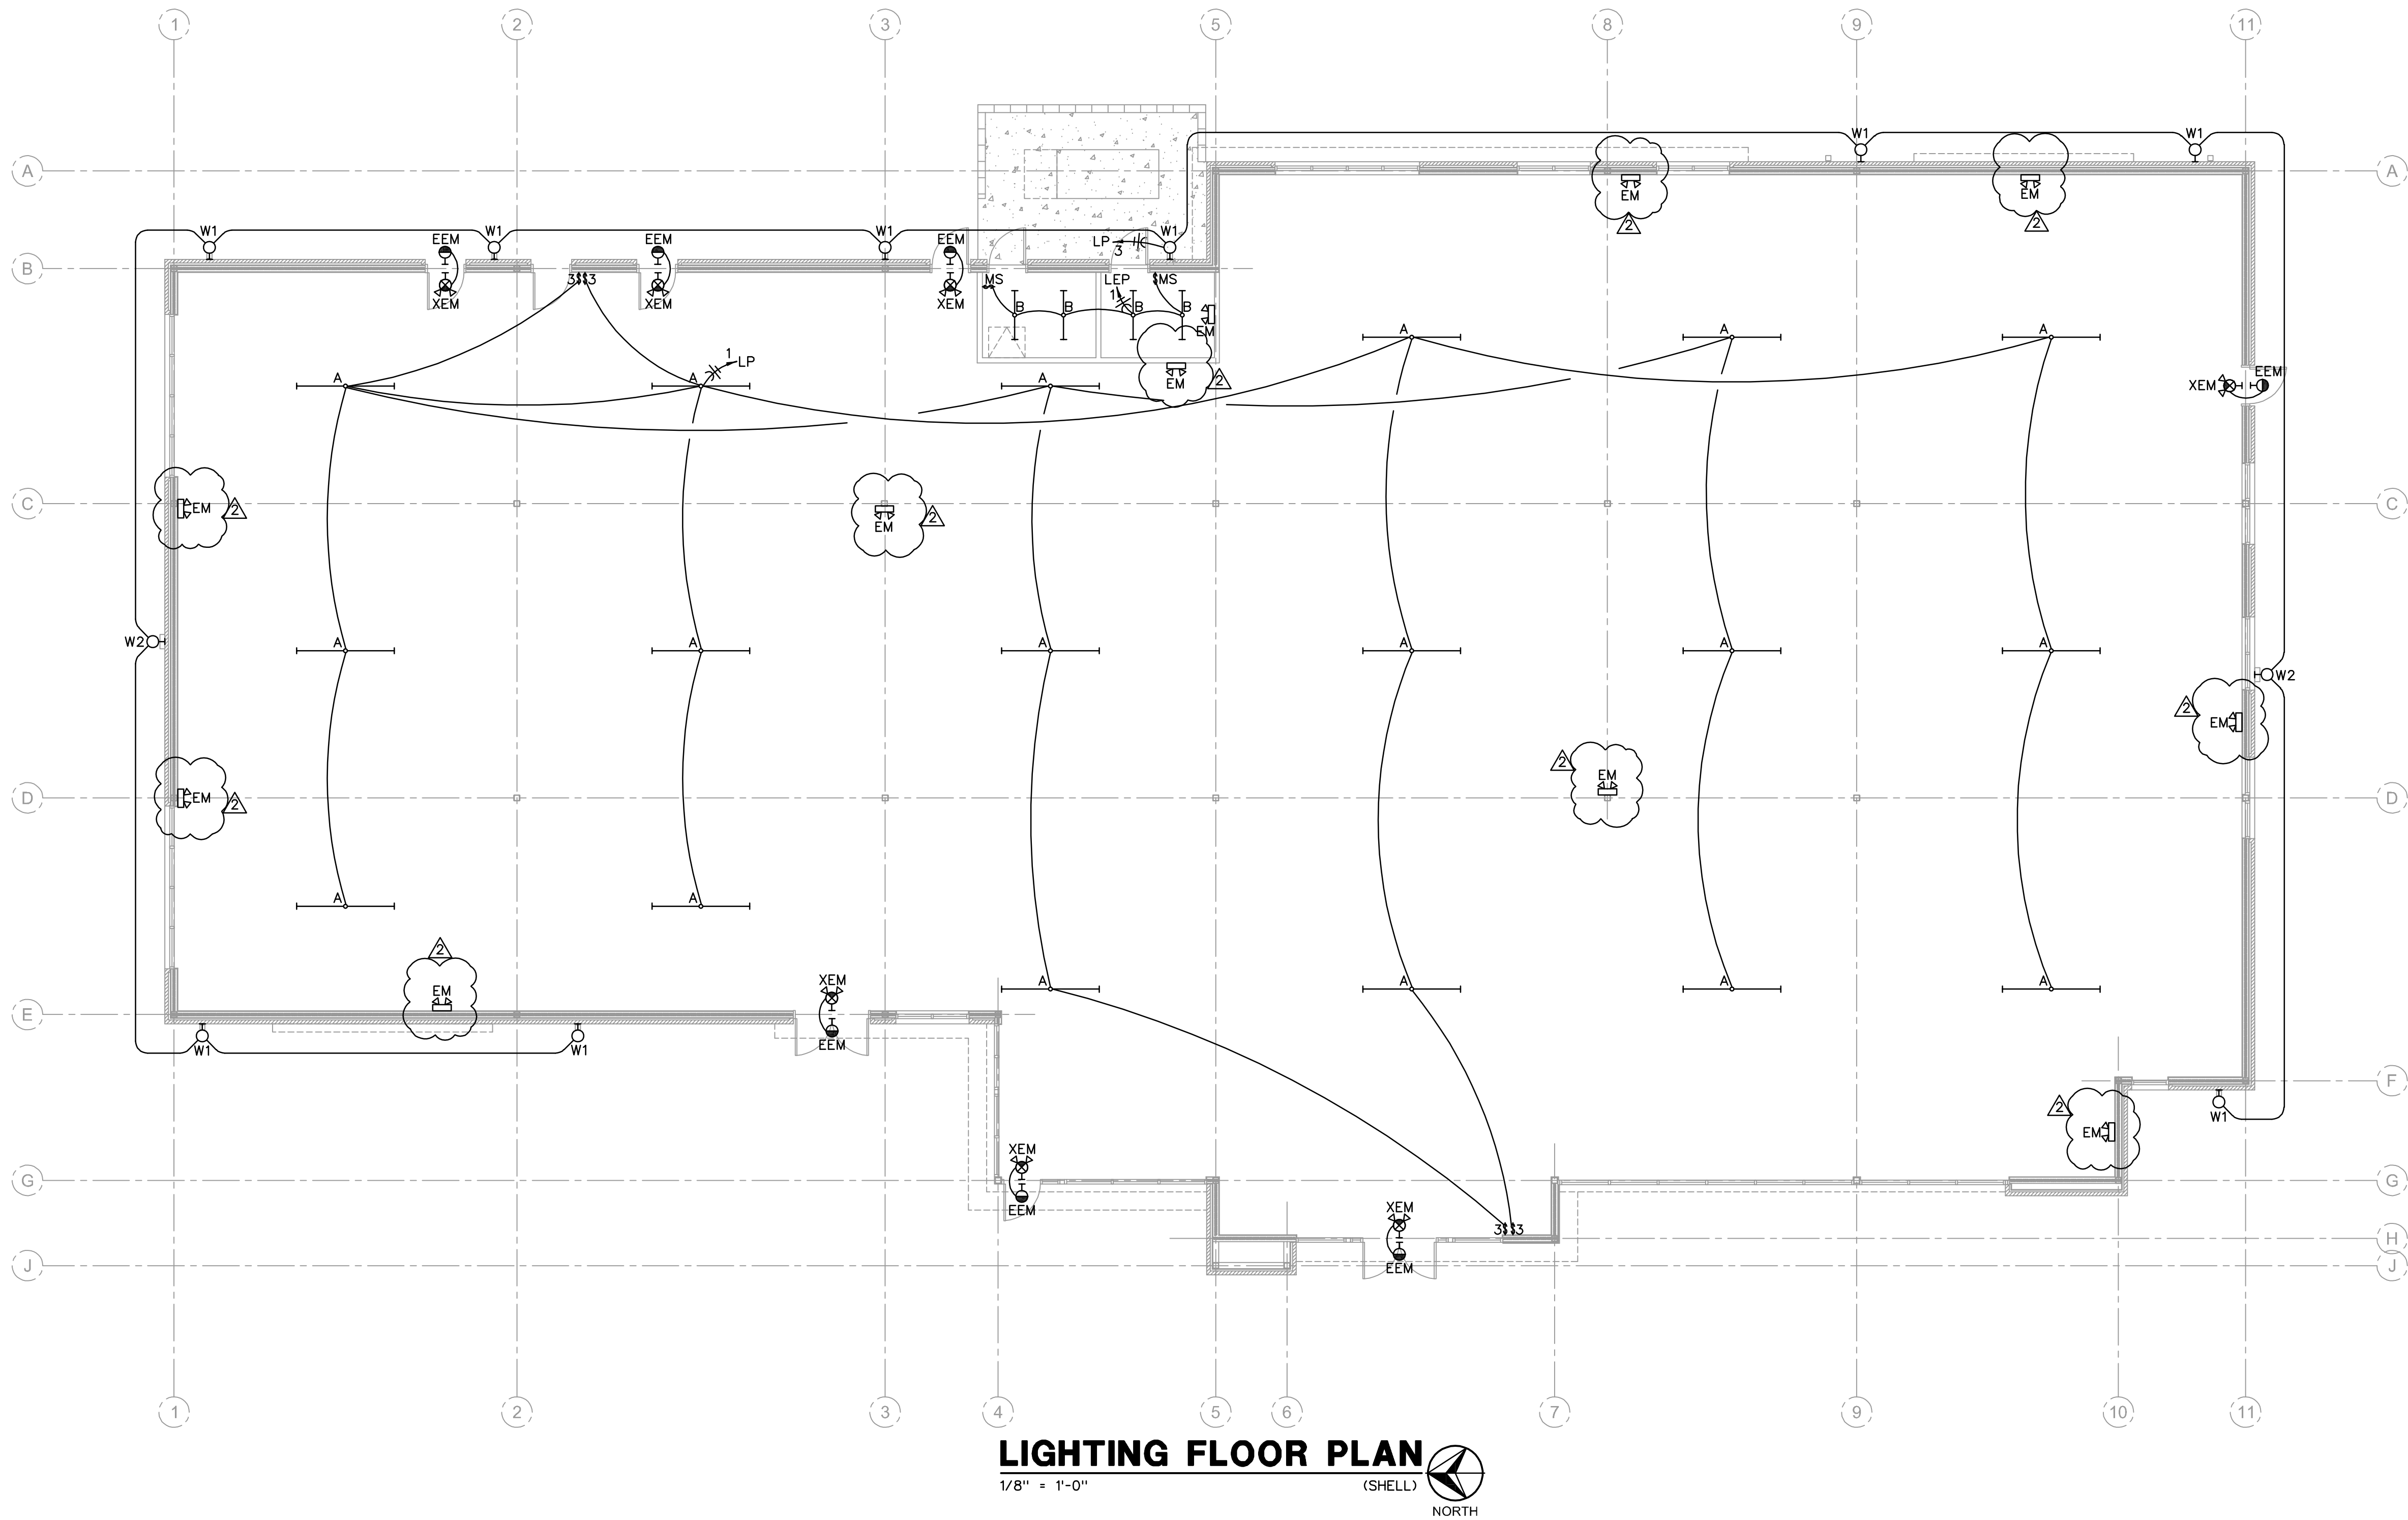 1 2 3 5 8 9 11
W1 W1
A EM EM A
2 2
W1 EEM W1 EEM W1 EEM LP 3 W1
B
3 3 MS LEP MS
XEM XEM XEM 1
B B B B EM
A A A
1 LP
A A A EM 2 XEM EEM
C EM 2 EM 2 C
A A A A A A
W2 W2
2 EM
2 EM
D EM 2 D
A A
2 A A A A
EM XEM
E
W1 W1 EEM
F
2 EM W1
XEM
G G
EEM XEM
3 3 H
J EEM J
1 2 3 4 5 6 7 9 10 11
LIGHTING FLOOR PLAN
1/8" = 1'-0" (SHELL)
NORTH